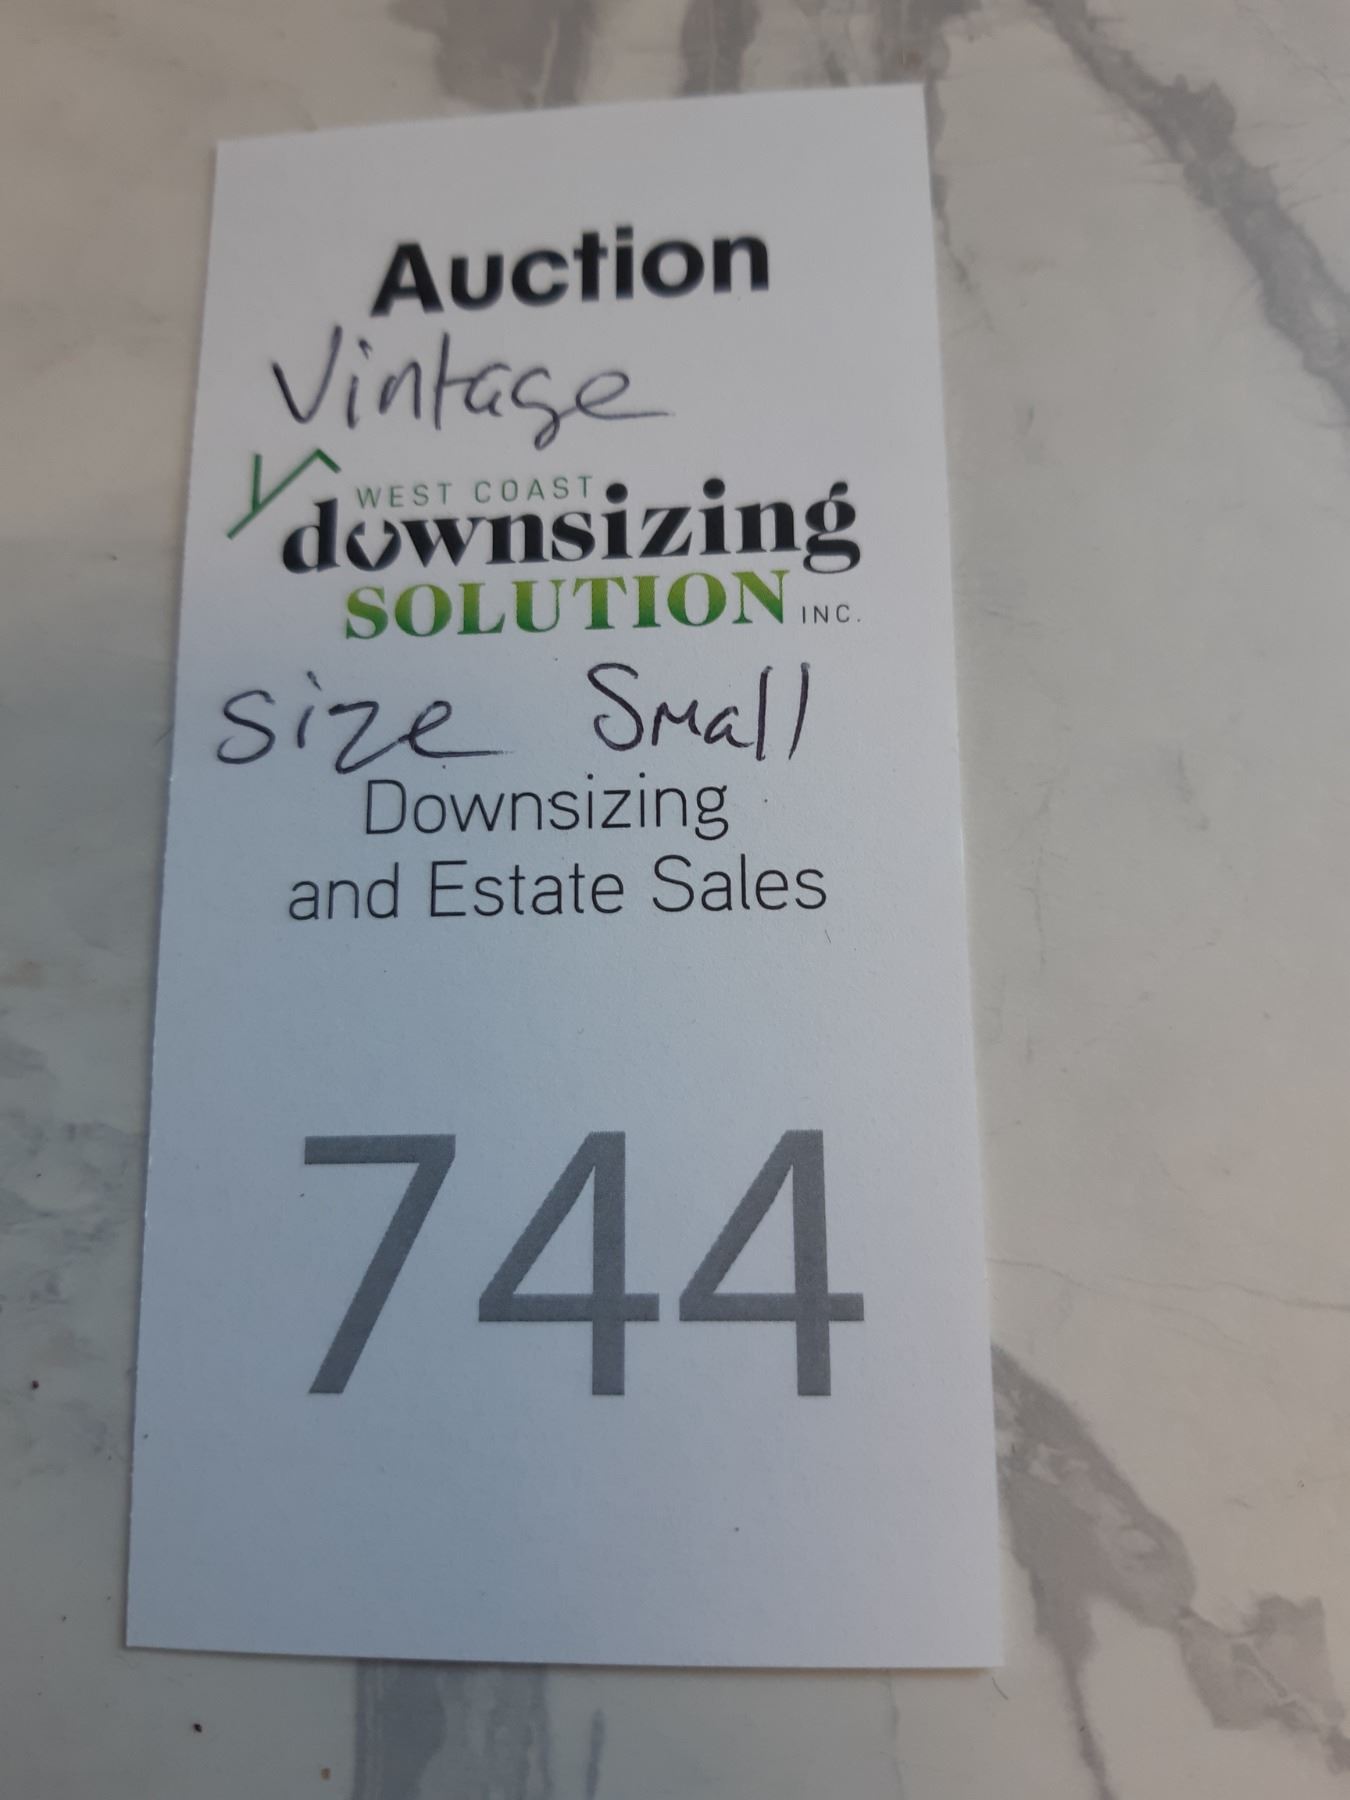 Auction
Vintage
WEST COAST
downsizing
SOLUTION INC.
Size Small
Downsizing
and Estate Sales
744